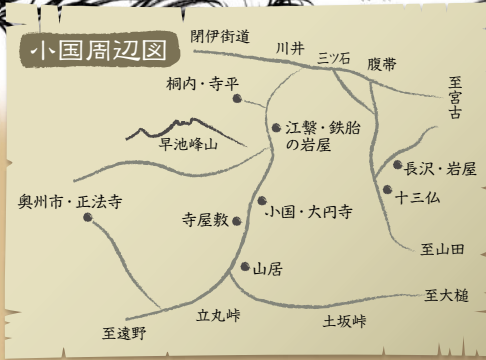 小国周辺図
閉伊街道
川井
三ツ石
腹帯
至宮古
桐内・寺平
江繋・鉄胎
の岩屋
早池峰山
長沢・岩屋
十三仏
奥州市・正法寺
寺屋敷
小国・大円寺
至山田
山居
至大槌
立丸峠
土坂峠
至遠野